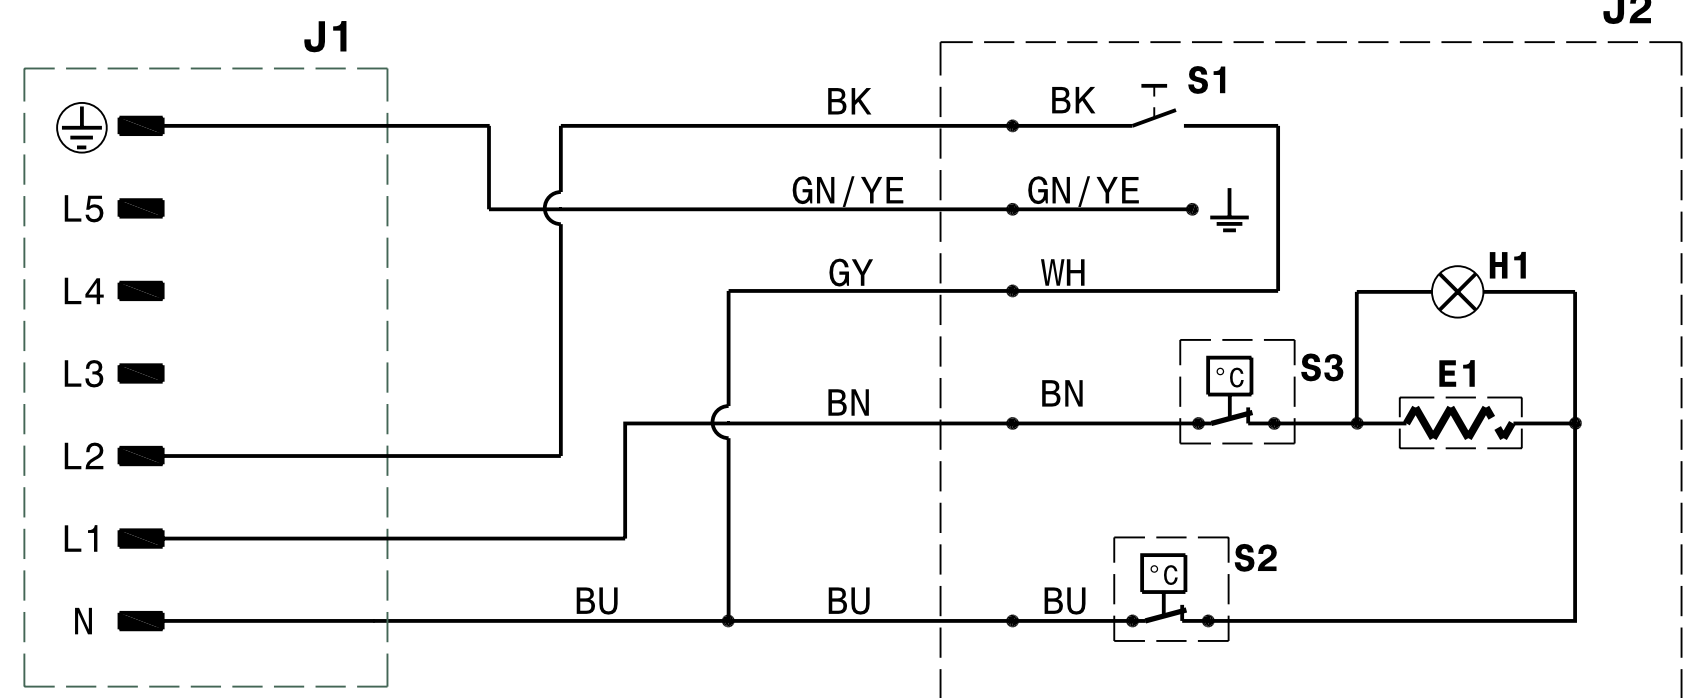 J1
J2
BK BK S1
L5 GN/YE GN/YE
L4 GY WH H1
L3 BN BN °C S3 E1
L2
L1 °C S2
N BU BU BU